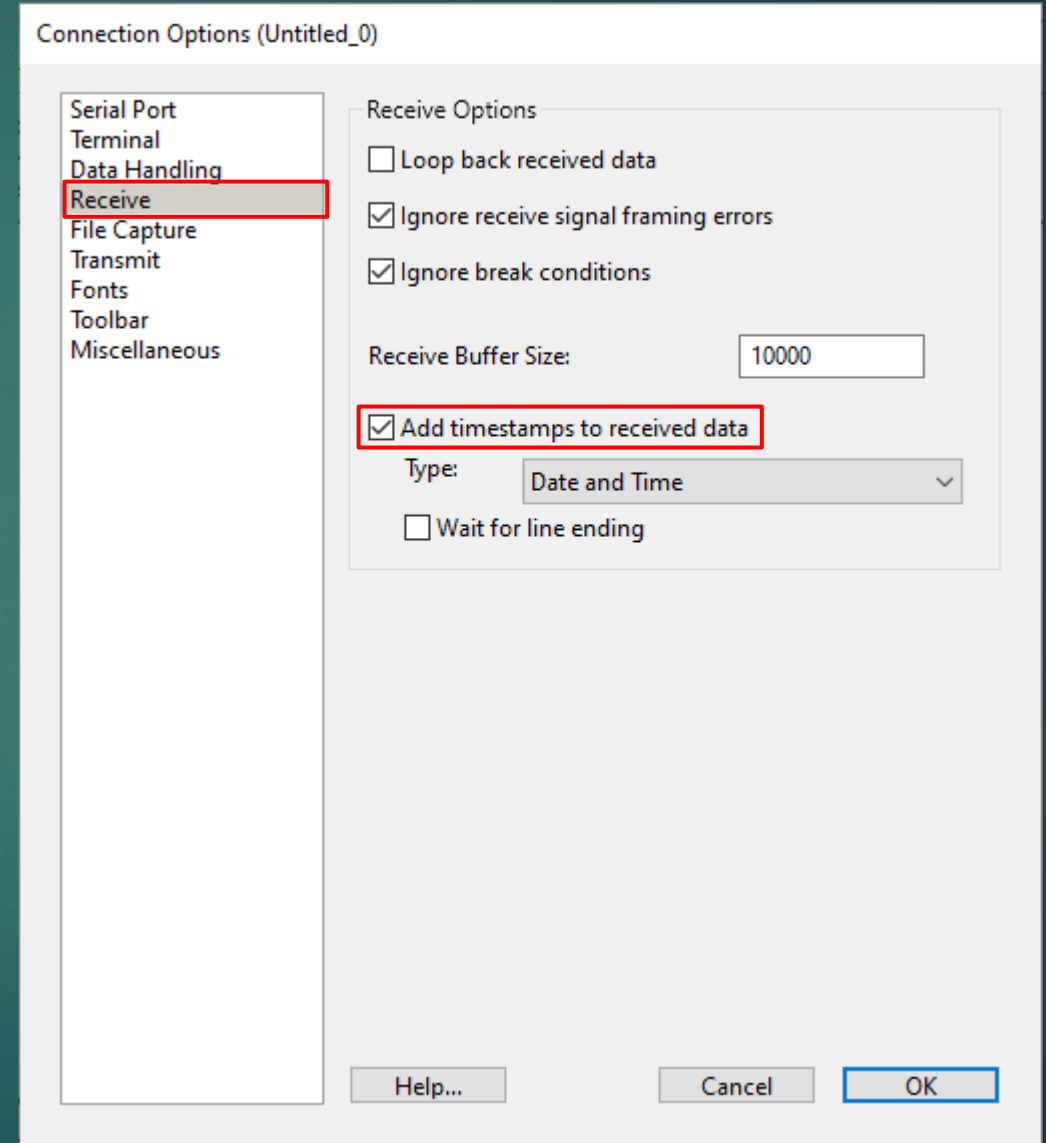 Connection Options (Untitled_0)
Serial Port
Terminal
Data Handling
Receive
File Capture
Transmit
Fonts
Toolbar
Miscellaneous
Receive Options
Loop back received data
Ignore receive signal framing errors
Ignore break conditions
Receive Buffer Size: 10000
Add timestamps to received data
Type: Date and Time
Wait for line ending
Help... Cancel OK